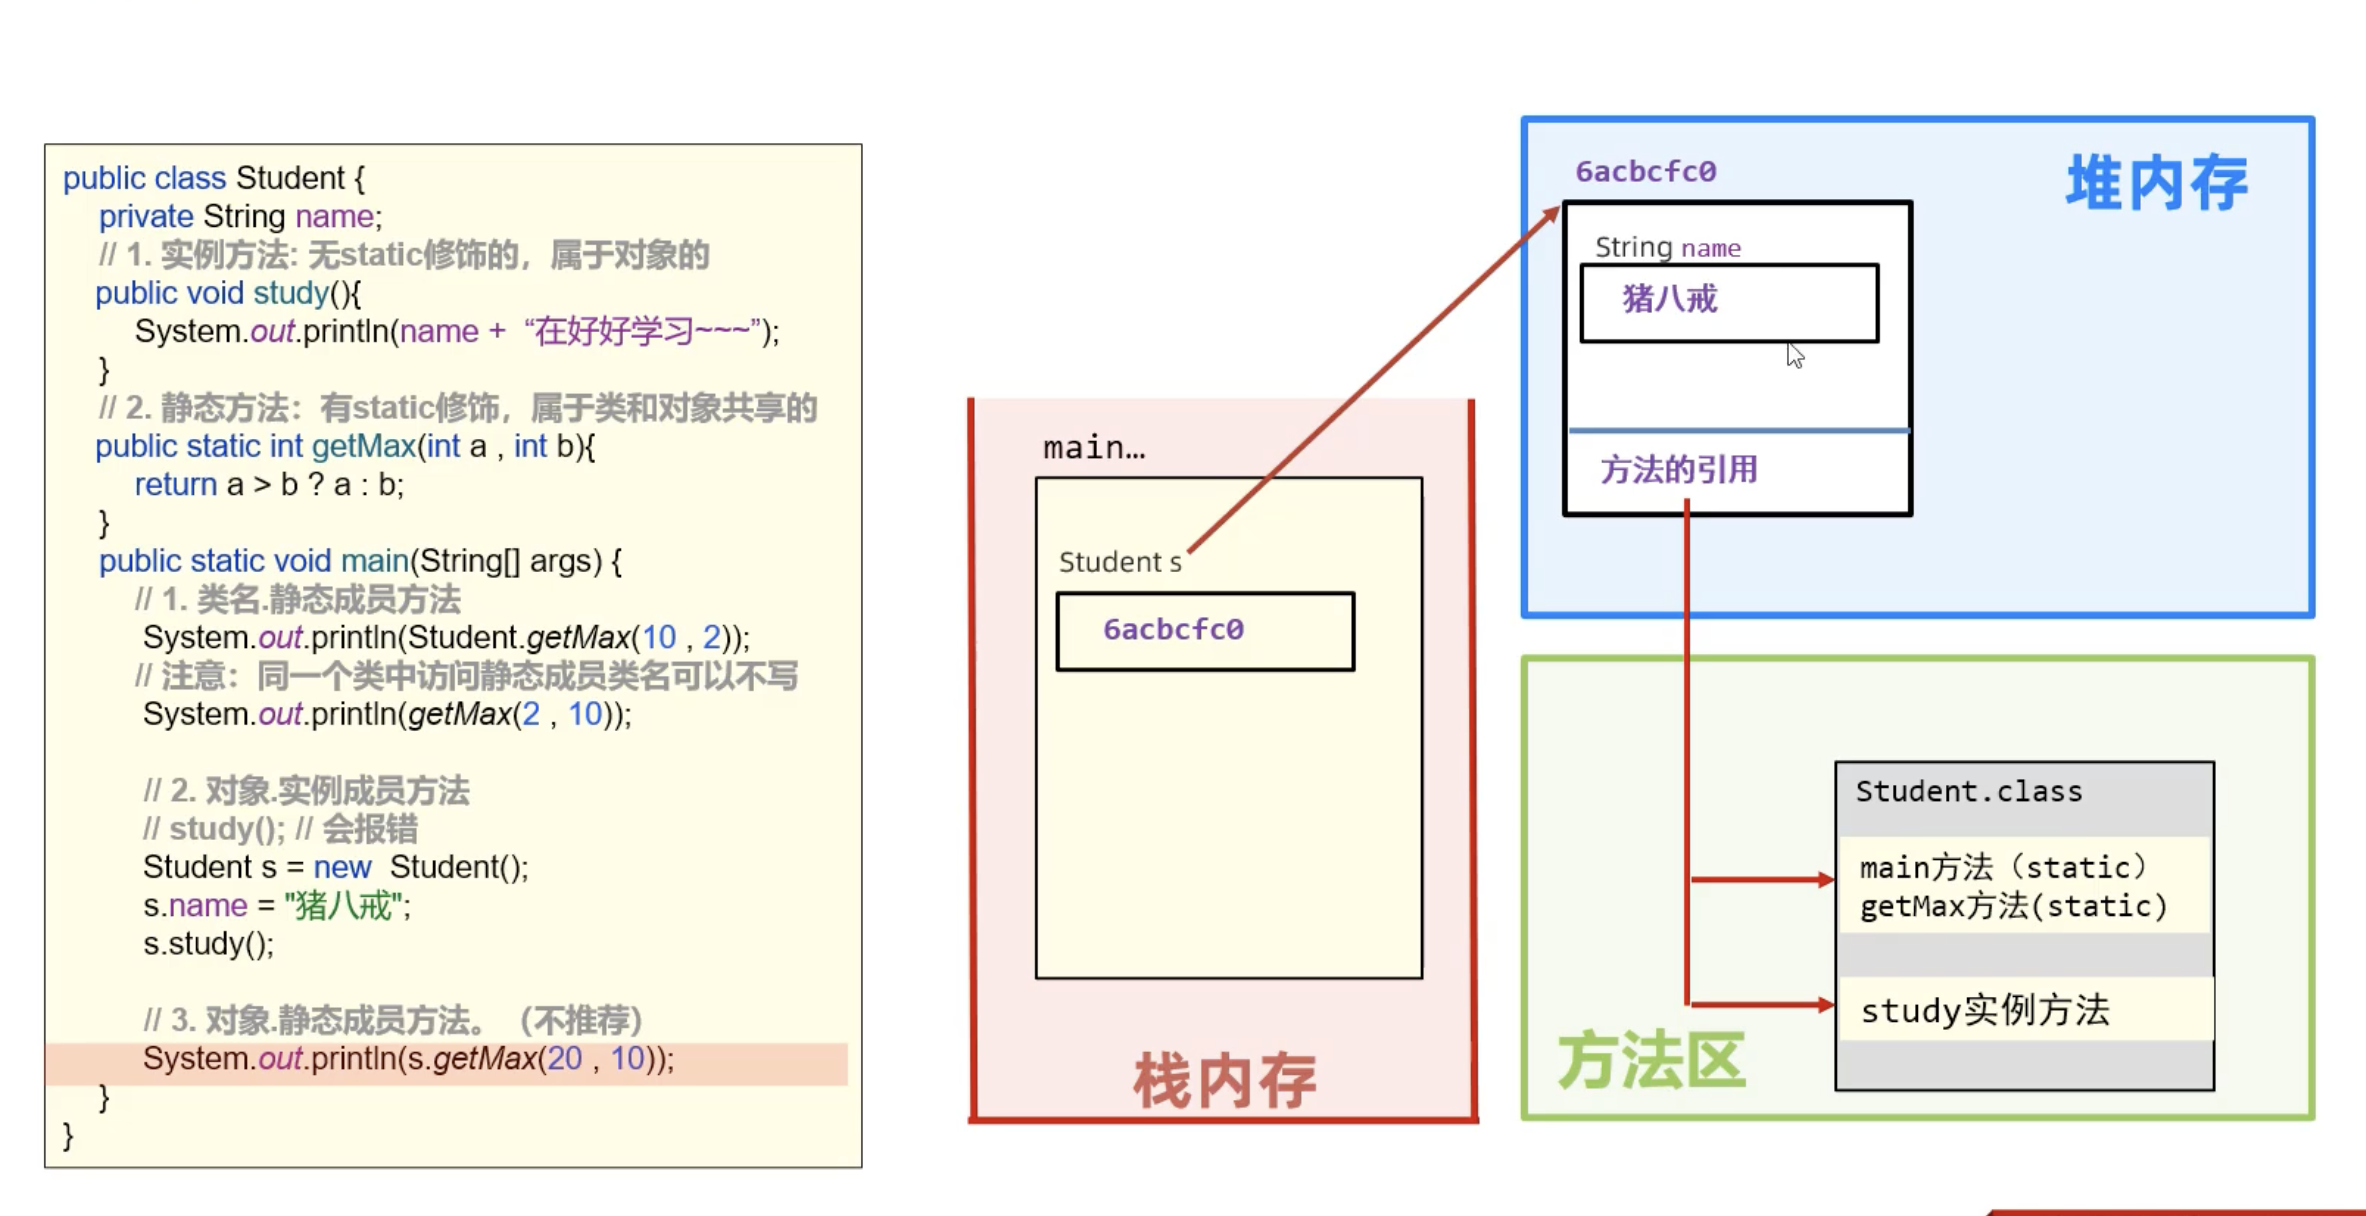 public class Student {
private String name;
// 1. 实例方法: 无static修饰的，属于对象的
public void study(){
System.out.println(name + “在好好学习~~~”);
}
// 2. 静态方法：有static修饰，属于类和对象共享的
public static int getMax(int a , int b){
return a > b ? a : b;
}
public static void main(String[] args) {
// 1. 类名.静态成员方法
System.out.println(Student.getMax(10 , 2));
// 注意：同一个类中访问静态成员类名可以不写
System.out.println(getMax(2 , 10));
// 2. 对象.实例成员方法
// study(); // 会报错
Student s = new  Student();
s.name = "猪八戒";
s.study();
// 3. 对象.静态成员方法。（不推荐）
System.out.println(s.getMax(20 , 10));
}
}
main…
Student s
6acbcfc0
栈内存
6acbcfc0
堆内存
String name
猪八戒
方法的引用
Student.class
main方法（static）
getMax方法(static)
study实例方法
方法区